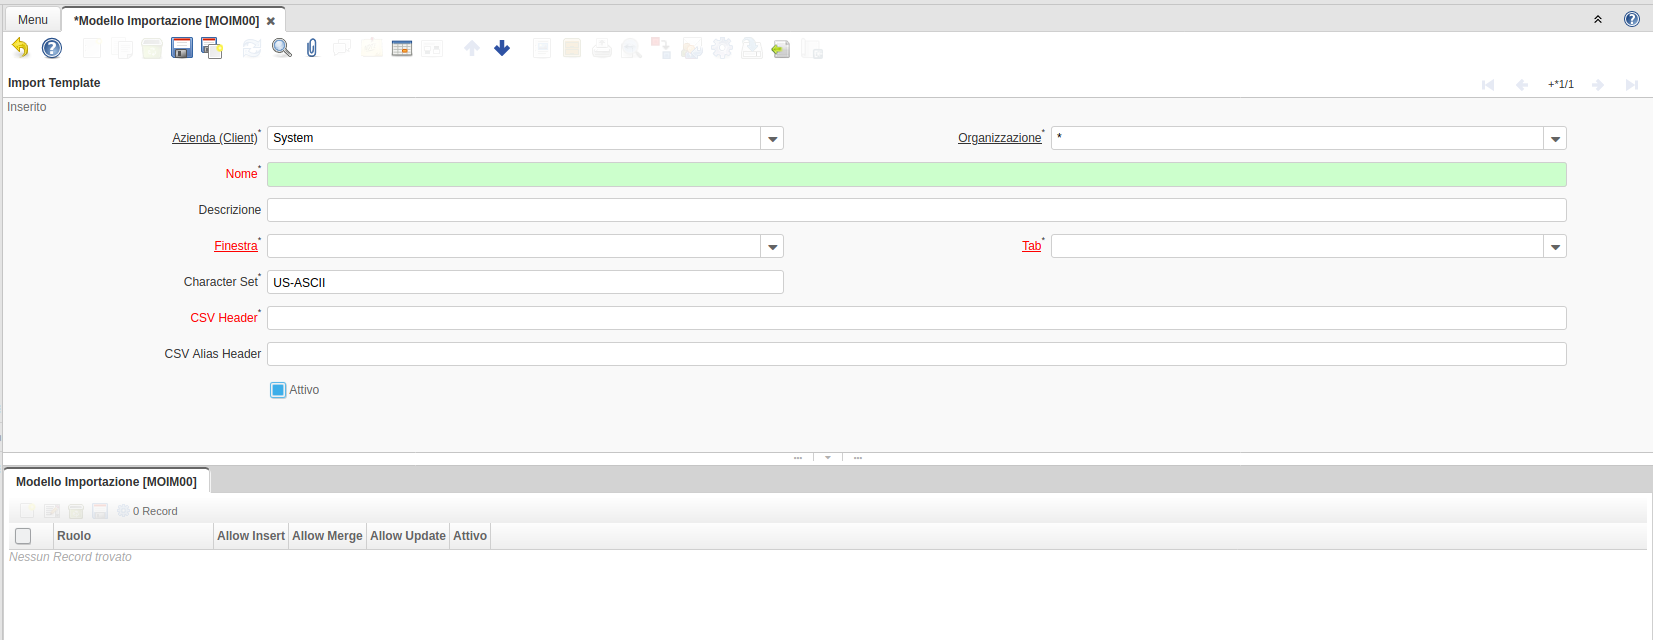 Menu *Modello Importazione [MOIM00]
Import Template +*1/1
Inserito
Azienda (Client)* System Organizzazione* *
Nome*
Descrizione
Finestra* Tab*
Character Set* US-ASCII
CSV Header*
CSV Alias Header
Attivo
Modello Importazione [MOIM00]
0 Record
Ruolo Allow Insert Allow Merge Allow Update Attivo
Nessun Record trovato